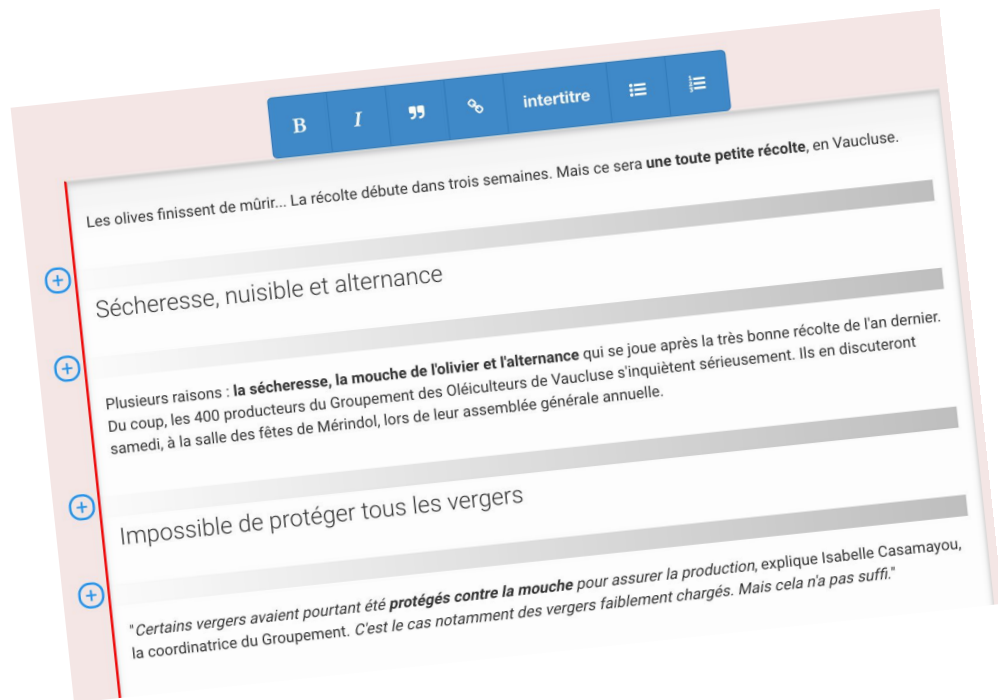 B I ❞ intertitre
Les olives finissent de mûrir... La récolte débute dans trois semaines. Mais ce sera une toute petite récolte, en Vaucluse.
Sécheresse, nuisible et alternance
Plusieurs raisons : la sécheresse, la mouche de l'olivier et l'alternance qui se joue après la très bonne récolte de l'an dernier.
Du coup, les 400 producteurs du Groupement des Oléiculteurs de Vaucluse s'inquiètent sérieusement. Ils en discuteront
samedi, à la salle des fêtes de Mérindol, lors de leur assemblée générale annuelle.
Impossible de protéger tous les vergers
"Certains vergers avaient pourtant été protégés contre la mouche pour assurer la production, explique Isabelle Casamayou,
la coordinatrice du Groupement. C'est le cas notamment des vergers faiblement chargés. Mais cela n'a pas suffi."